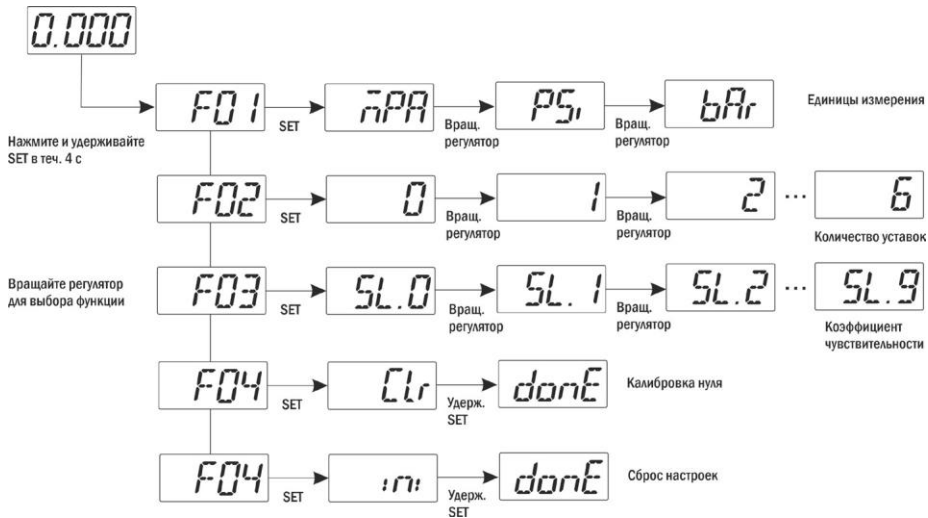 0.000
Нажмите и удерживайте
SET в теч. 4 с
F01
SET
mPA
Вращ.
регулятор
PSi
Вращ.
регулятор
bAr
Единицы измерения
F02
SET
0
Вращ.
регулятор
1
Вращ.
регулятор
2
...
6
Количество уставок
Вращайте регулятор
для выбора функции
F03
SET
SL.0
Вращ.
регулятор
SL.1
Вращ.
регулятор
SL.2
...
SL.9
Коэффициент
чувствительности
F04
SET
Clr
Удерж.
SET
donE
Калибровка нуля
F04
SET
ini
Удерж.
SET
donE
Сброс настроек